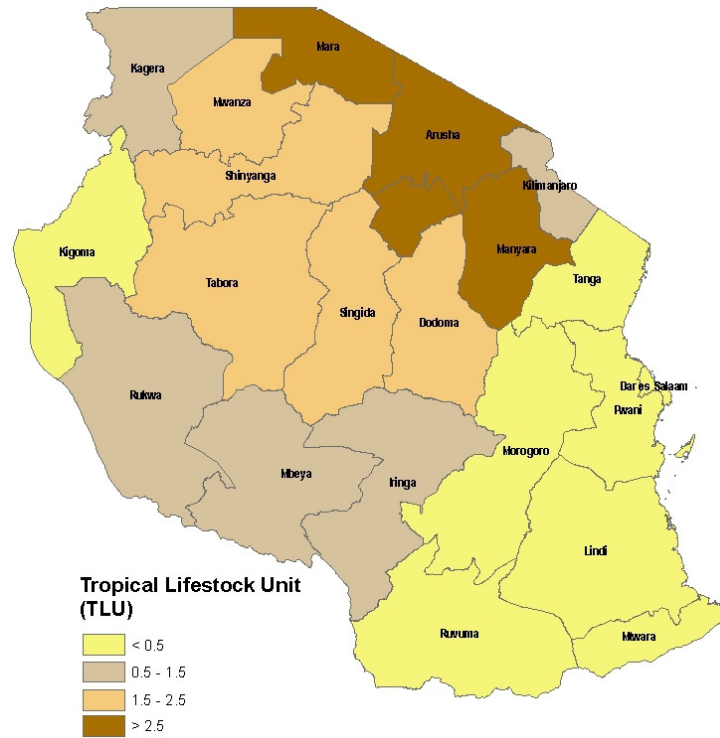 Mara
Kagera
Mwanza
Arusha
Shinyanga
Kilimanjaro
Manyara
Kigoma
Tabora
Tanga
Singida
Dodoma
Dar es Salaam
Rukwa
Pwani
Morogoro
Mbeya
Iringa
Lindi
Tropical Lifestock Unit
(TLU)
Ruvuma
Mtwara
< 0.5
0.5 - 1.5
1.5 - 2.5
> 2.5